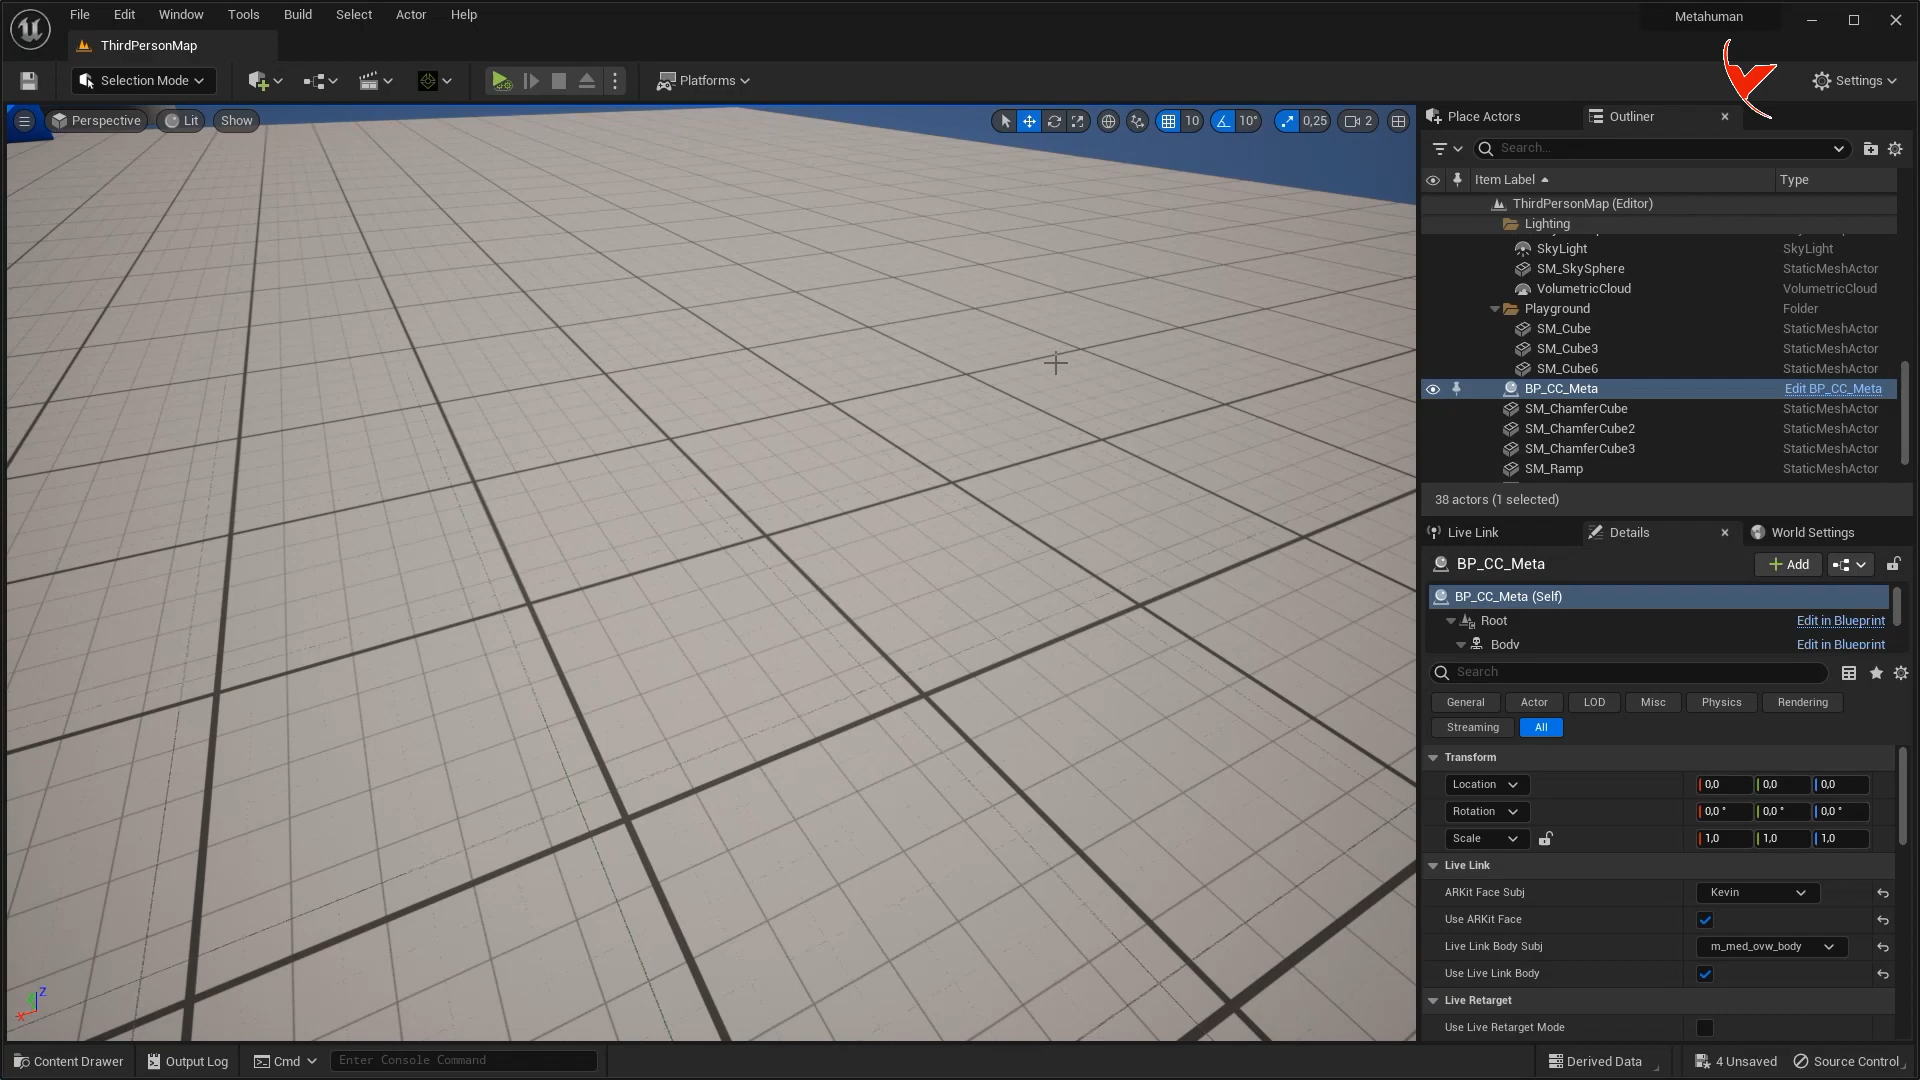 File Edit Window Tools Build Select Actor Help
Metahuman
ThirdPersonMap
Selection Mode
Platforms
Settings
Perspective
Lit
Show
10
10°
0,25
2
Place Actors
Outliner
Search...
Item Label
Type
ThirdPersonMap (Editor)
Lighting
SkyLight SkyLight
SM_SkySphere StaticMeshActor
VolumetricCloud VolumetricCloud
Playground Folder
SM_Cube StaticMeshActor
SM_Cube3 StaticMeshActor
SM_Cube6 StaticMeshActor
BP_CC_Meta Edit BP_CC_Meta
SM_ChamferCube StaticMeshActor
SM_ChamferCube2 StaticMeshActor
SM_ChamferCube3 StaticMeshActor
SM_Ramp StaticMeshActor
38 actors (1 selected)
Live Link
Details
World Settings
BP_CC_Meta
Add
BP_CC_Meta (Self)
Root Edit in Blueprint
Body Edit in Blueprint
Search
General Actor LOD Misc Physics Rendering
Streaming All
Transform
Location 0,0 0,0 0,0
Rotation 0,0 ° 0,0 ° 0,0 °
Scale 1,0 1,0 1,0
Live Link
ARKit Face Subj Kevin
Use ARKit Face
Live Link Body Subj m_med_ovw_body
Use Live Link Body
Live Retarget
Use Live Retarget Mode
Z
X
Content Drawer
Output Log
Cmd
Enter Console Command
Derived Data
4 Unsaved
Source Control